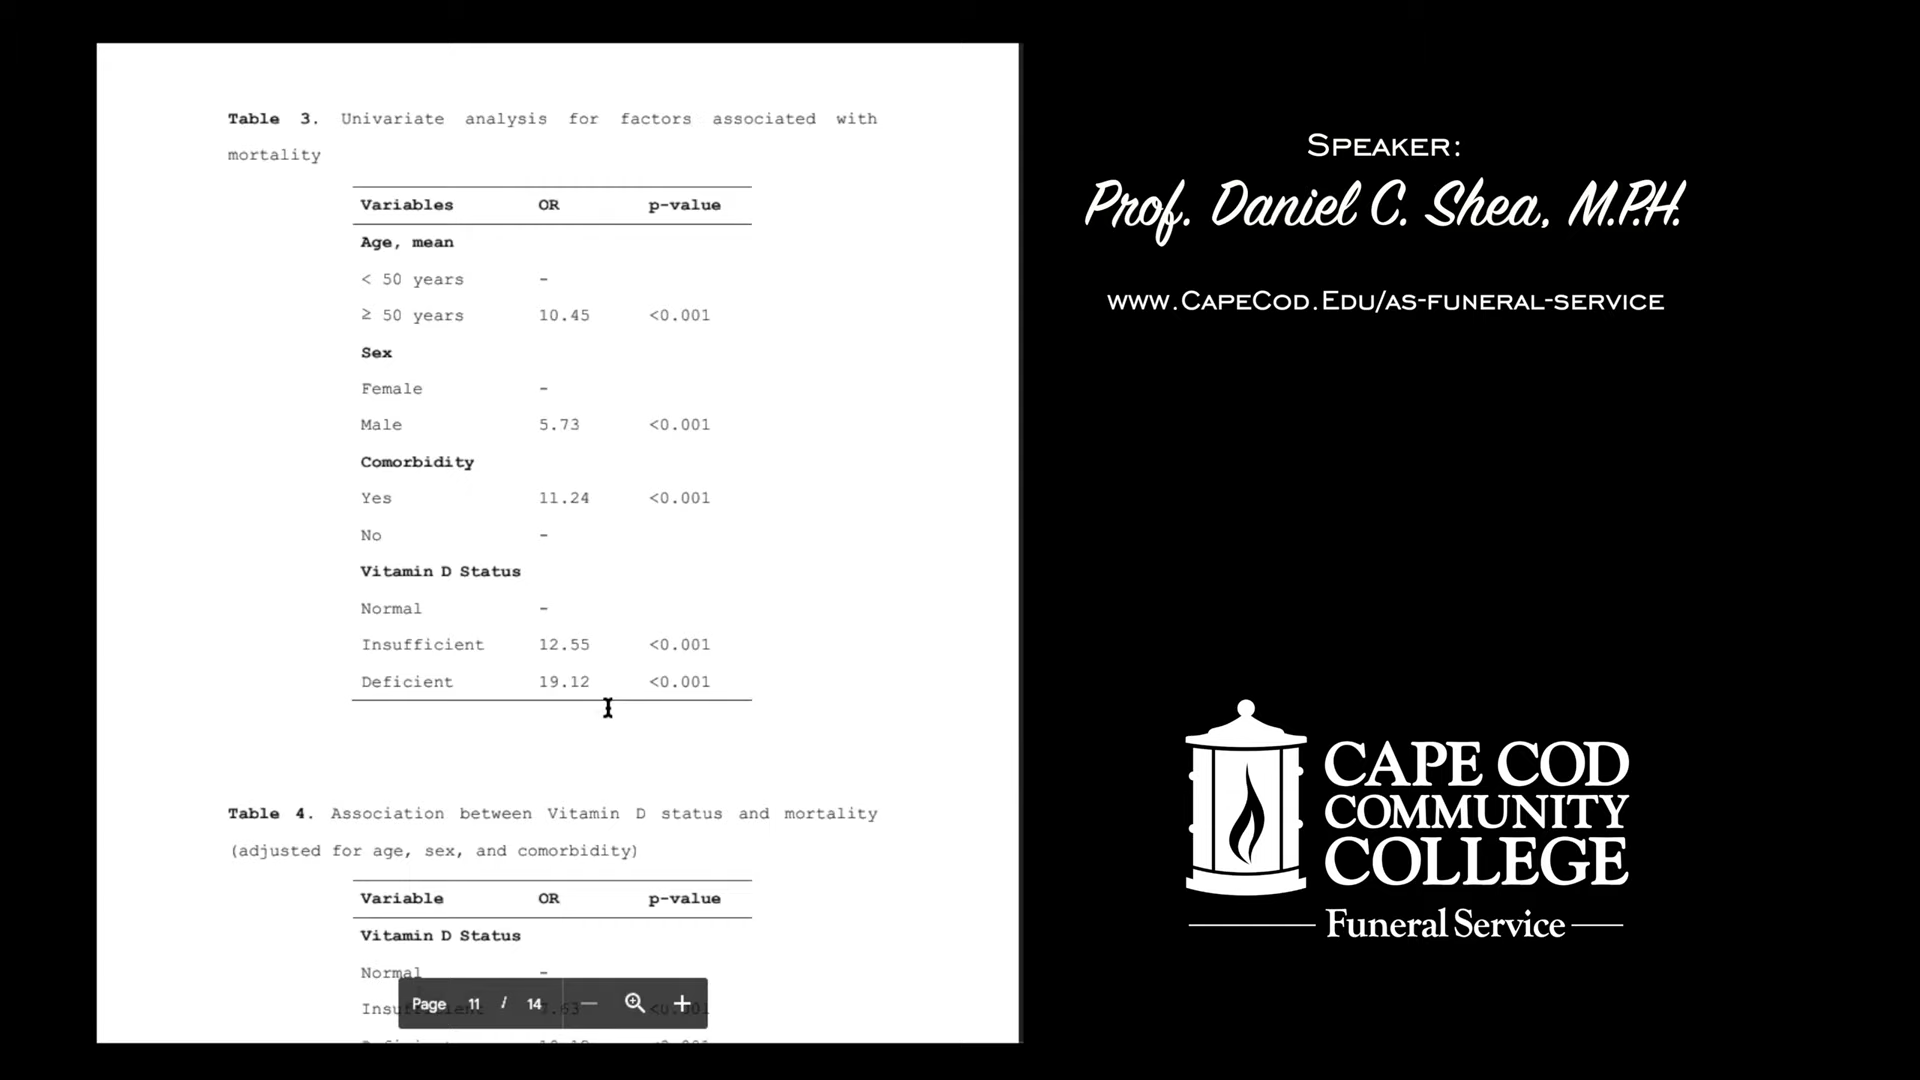 Table 3. Univariate analysis for factors associated with
mortality
Variables OR p-value
Age, mean
< 50 years -
≥ 50 years 10.45 <0.001
Sex
Female -
Male 5.73 <0.001
Comorbidity
Yes 11.24 <0.001
No -
Vitamin D Status
Normal -
Insufficient 12.55 <0.001
Deficient 19.12 <0.001
Table 4. Association between Vitamin D status and mortality
(adjusted for age, sex, and comorbidity)
Variable OR p-value
Vitamin D Status
Normal -
Page 11 / 14
SPEAKER:
Prof. Daniel C. Shea, M.P.H.
WWW.CAPECOD.EDU/AS-FUNERAL-SERVICE
CAPE COD
COMMUNITY
COLLEGE
Funeral Service